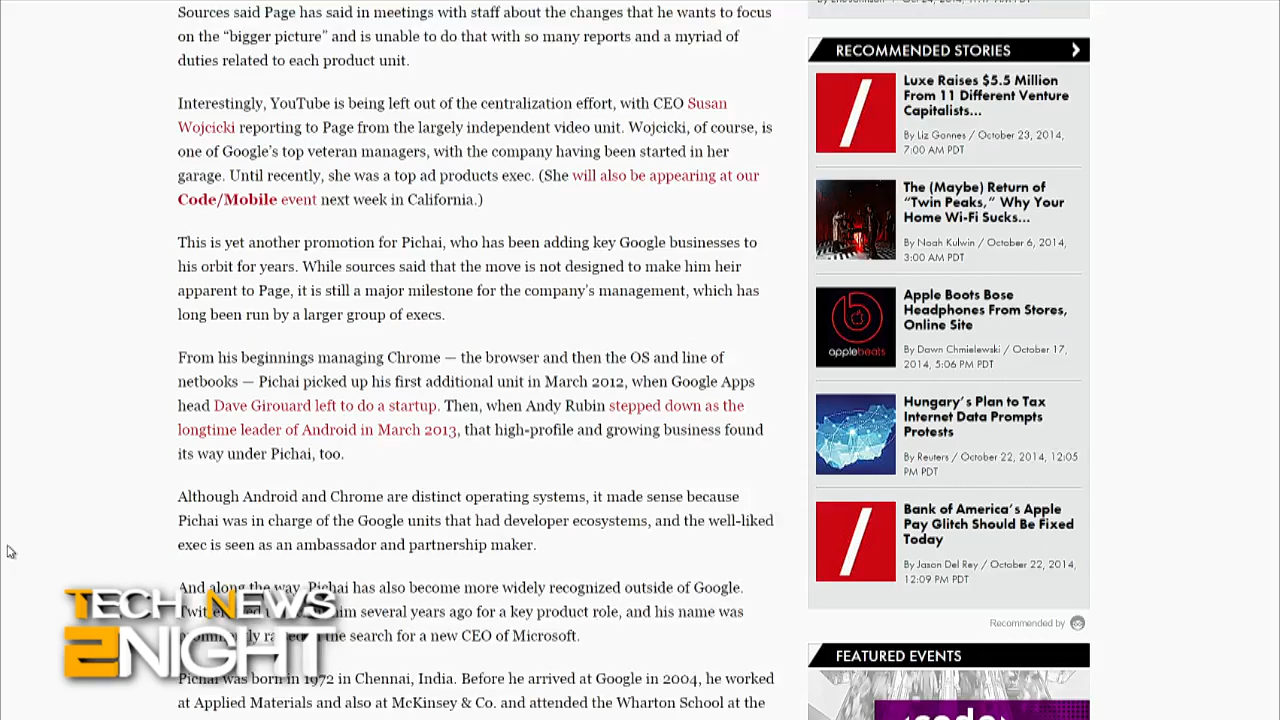 Sources said Page has said in meetings with staff about the changes that he wants to focus
on the “bigger picture” and is unable to do that with so many reports and a myriad of
duties related to each product unit.
Interestingly, YouTube is being left out of the centralization effort, with CEO Susan
Wojcicki reporting to Page from the largely independent video unit. Wojcicki, of course, is
one of Google’s top veteran managers, with the company having been started in her
garage. Until recently, she was a top ad products exec. (She will also be appearing at our
Code/Mobile event next week in California.)
This is yet another promotion for Pichai, who has been adding key Google businesses to
his orbit for years. While sources said that the move is not designed to make him heir
apparent to Page, it is still a major milestone for the company’s management, which has
long been run by a larger group of execs.
From his beginnings managing Chrome — the browser and then the OS and line of
netbooks — Pichai picked up his first additional unit in March 2012, when Google Apps
head Dave Girouard left to do a startup. Then, when Andy Rubin stepped down as the
longtime leader of Android in March 2013, that high-profile and growing business found
its way under Pichai, too.
Although Android and Chrome are distinct operating systems, it made sense because
Pichai was in charge of the Google units that had developer ecosystems, and the well-liked
exec is seen as an ambassador and partnership maker.
And along the way, Pichai has also become more widely recognized outside of Google.
him several years ago for a key product role, and his name was
the search for a new CEO of Microsoft.
Pichai was born in 1972 in Chennai, India. Before he arrived at Google in 2004, he worked
at Applied Materials and also at McKinsey & Co. and attended the Wharton School at the
TECH NEWS
2NIGHT
RECOMMENDED STORIES
Luxe Raises $5.5 Million
From 11 Different Venture
Capitalists...
By Liz Gannes / October 23, 2014,
7:00 AM PDT
The (Maybe) Return of
“Twin Peaks,” Why Your
Home Wi-Fi Sucks...
By Noah Kulwin / October 6, 2014,
3:00 AM PDT
Apple Boots Bose
Headphones From Stores,
Online Site
By Dawn Chmielewski / October 17,
2014, 5:06 PM PDT
applebeats
Hungary’s Plan to Tax
Internet Data Prompts
Protests
By Reuters / October 22, 2014, 12:05
PM PDT
Bank of America’s Apple
Pay Glitch Should Be Fixed
Today
By Jason Del Rey / October 22, 2014,
12:09 PM PDT
Recommended by
FEATURED EVENTS
code